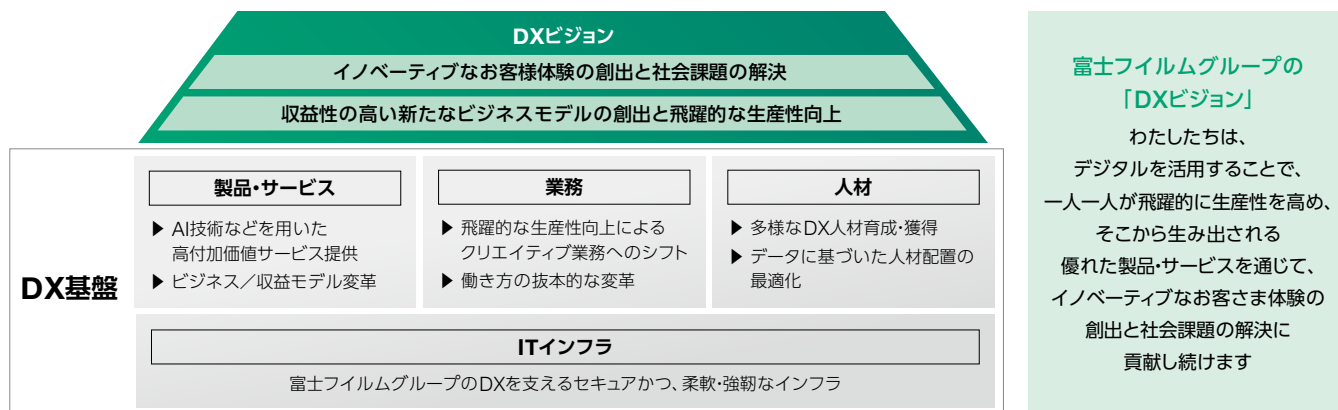 DXビジョン
イノベーティブなお客様体験の創出と社会課題の解決
収益性の高い新たなビジネスモデルの創出と飛躍的な生産性向上
DX基盤
製品・サービス
▶ AI技術などを用いた
高付加価値サービス提供
▶ ビジネス／収益モデル変革
業務
▶ 飛躍的な生産性向上による
クリエイティブ業務へのシフト
▶ 働き方の抜本的な変革
人材
▶ 多様なDX人材育成・獲得
▶ データに基づいた人材配置の
最適化
ITインフラ
富士フイルムグループのDXを支えるセキュアかつ、柔軟・強靭なインフラ
富士フイルムグループの
「DXビジョン」
わたしたちは、
デジタルを活用することで、
一人一人が飛躍的に生産性を高め、
そこから生み出される
優れた製品・サービスを通じて、
イノベーティブなお客さま体験の
創出と社会課題の解決に
貢献し続けます